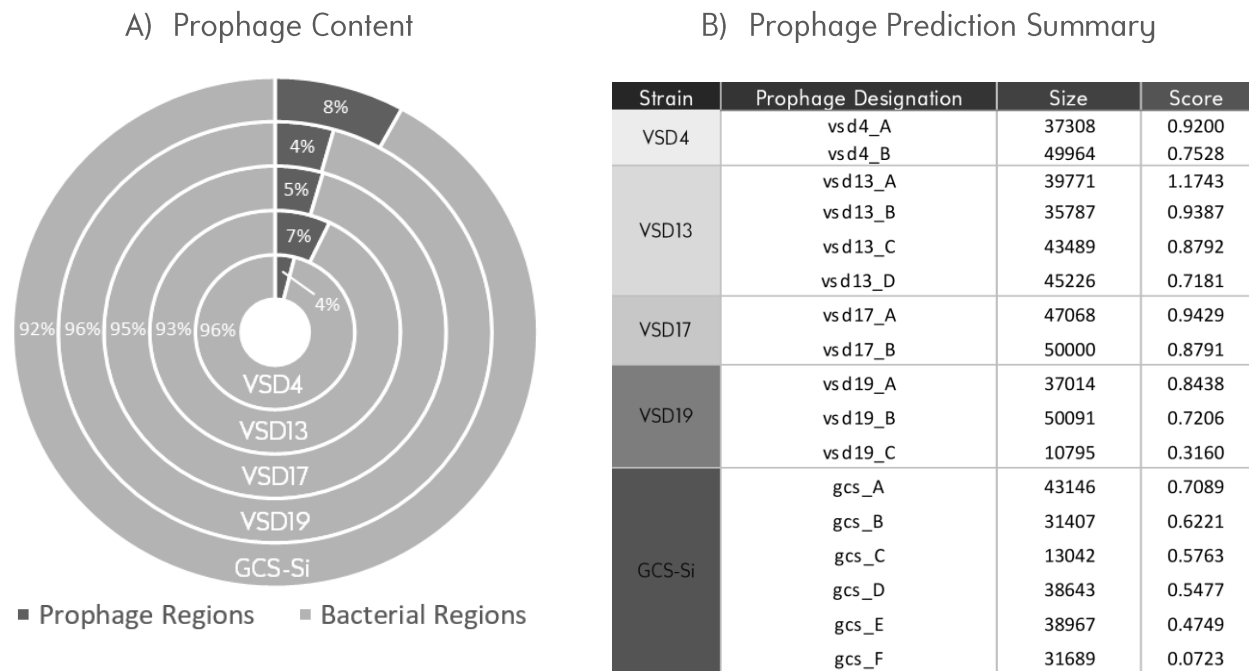 A) Prophage Content
8%
4%
5%
7%
4%
92% 96% 95% 93% 96%
VSD4
VSD13
VSD17
VSD19
GCS-Si
Prophage Regions Bacterial Regions
B) Prophage Prediction Summary
Strain Prophage Designation Size Score
VSD4
vsd4_A 37308 0.9200
vsd4_B 49964 0.7528
VSD13
vsd13_A 39771 1.1743
vsd13_B 35787 0.9387
vsd13_C 43489 0.8792
vsd13_D 45226 0.7181
VSD17
vsd17_A 47068 0.9429
vsd17_B 50000 0.8791
VSD19
vsd19_A 37014 0.8438
vsd19_B 50091 0.7206
vsd19_C 10795 0.3160
GCS-Si
gcs_A 43146 0.7089
gcs_B 31407 0.6221
gcs_C 13042 0.5763
gcs_D 38643 0.5477
gcs_E 38967 0.4749
gcs_F 31689 0.0723